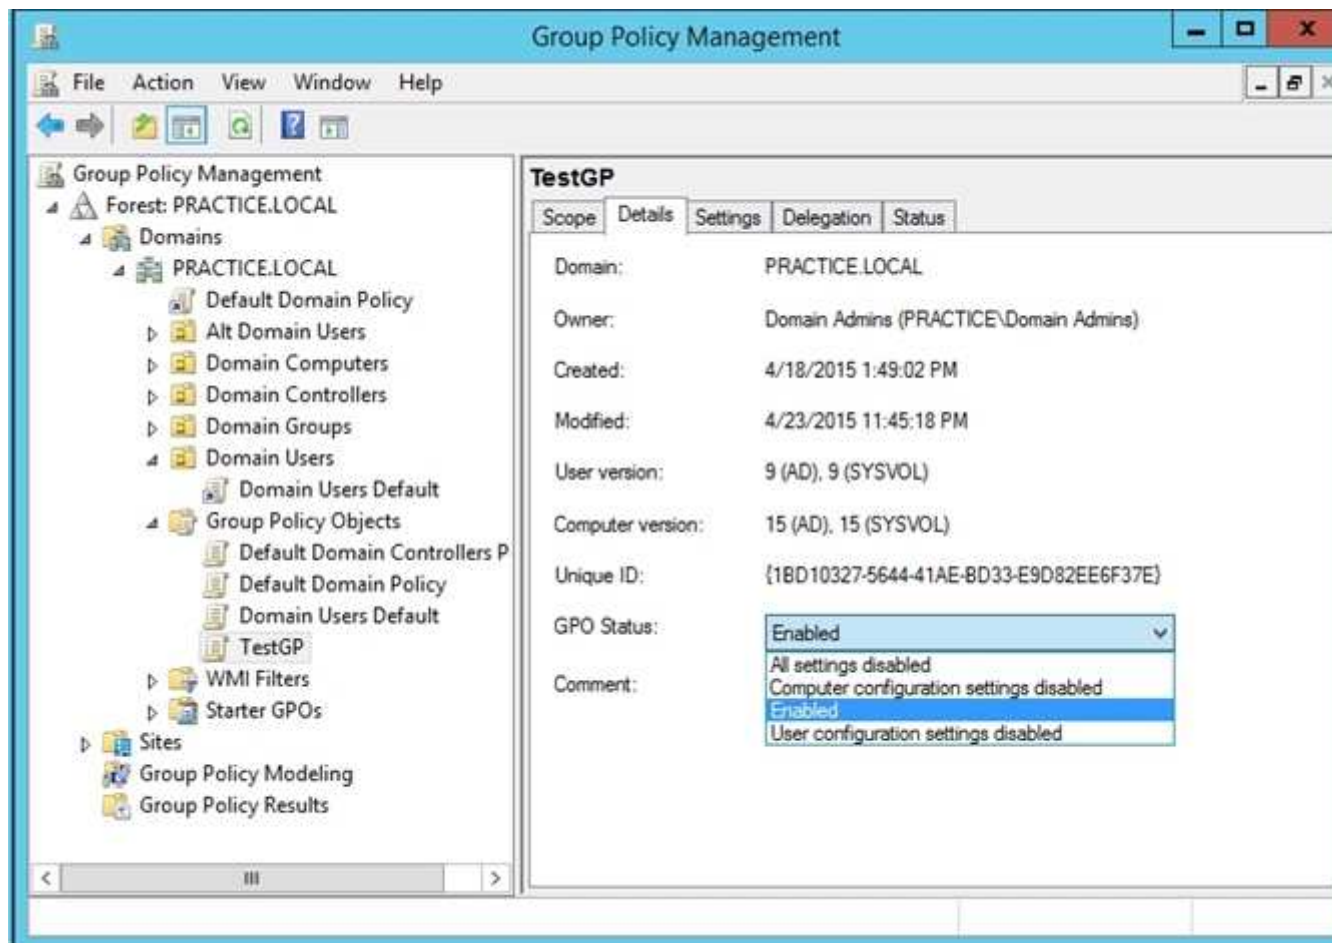 Group Policy Management
File Action View Window Help
Group Policy Management
Forest: PRACTICE.LOCAL
Domains
PRACTICE.LOCAL
Default Domain Policy
Alt Domain Users
Domain Computers
Domain Controllers
Domain Groups
Domain Users
Domain Users Default
Group Policy Objects
Default Domain Controllers P
Default Domain Policy
Domain Users Default
TestGP
WMI Filters
Starter GPOs
Sites
Group Policy Modeling
Group Policy Results
TestGP
Scope Details Settings Delegation Status
Domain: PRACTICE.LOCAL
Owner: Domain Admins (PRACTICE\Domain Admins)
Created: 4/18/2015 1:49:02 PM
Modified: 4/23/2015 11:45:18 PM
User version: 9 (AD), 9 (SYSVOL)
Computer version: 15 (AD), 15 (SYSVOL)
Unique ID: {1BD10327-5644-41AE-BD33-E9D82EE6F37E}
GPO Status: Enabled
All settings disabled
Computer configuration settings disabled
Enabled
User configuration settings disabled
Comment: